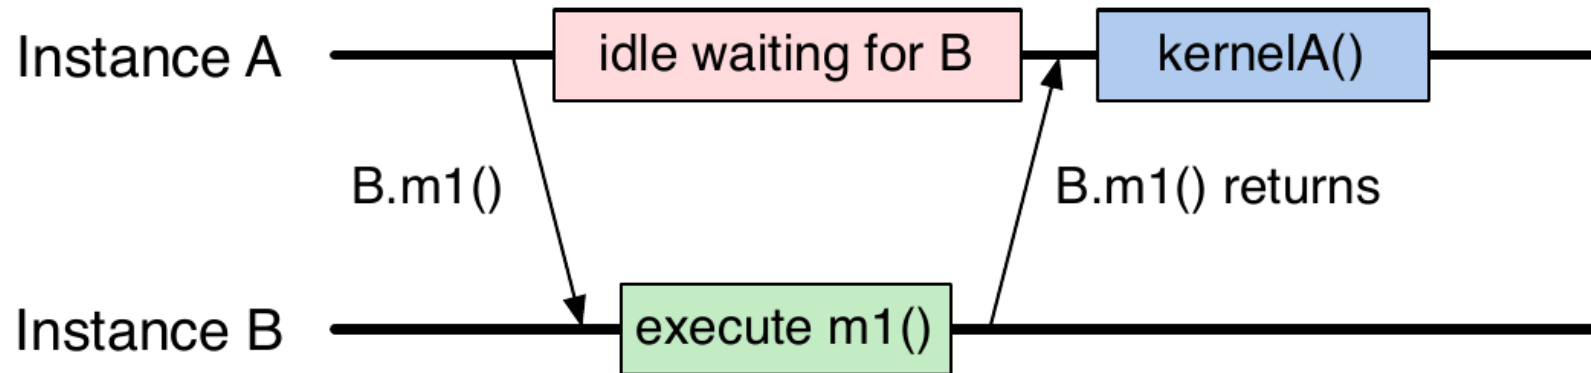 Instance A
idle waiting for B
kernelA()
B.m1()
B.m1() returns
Instance B
execute m1()